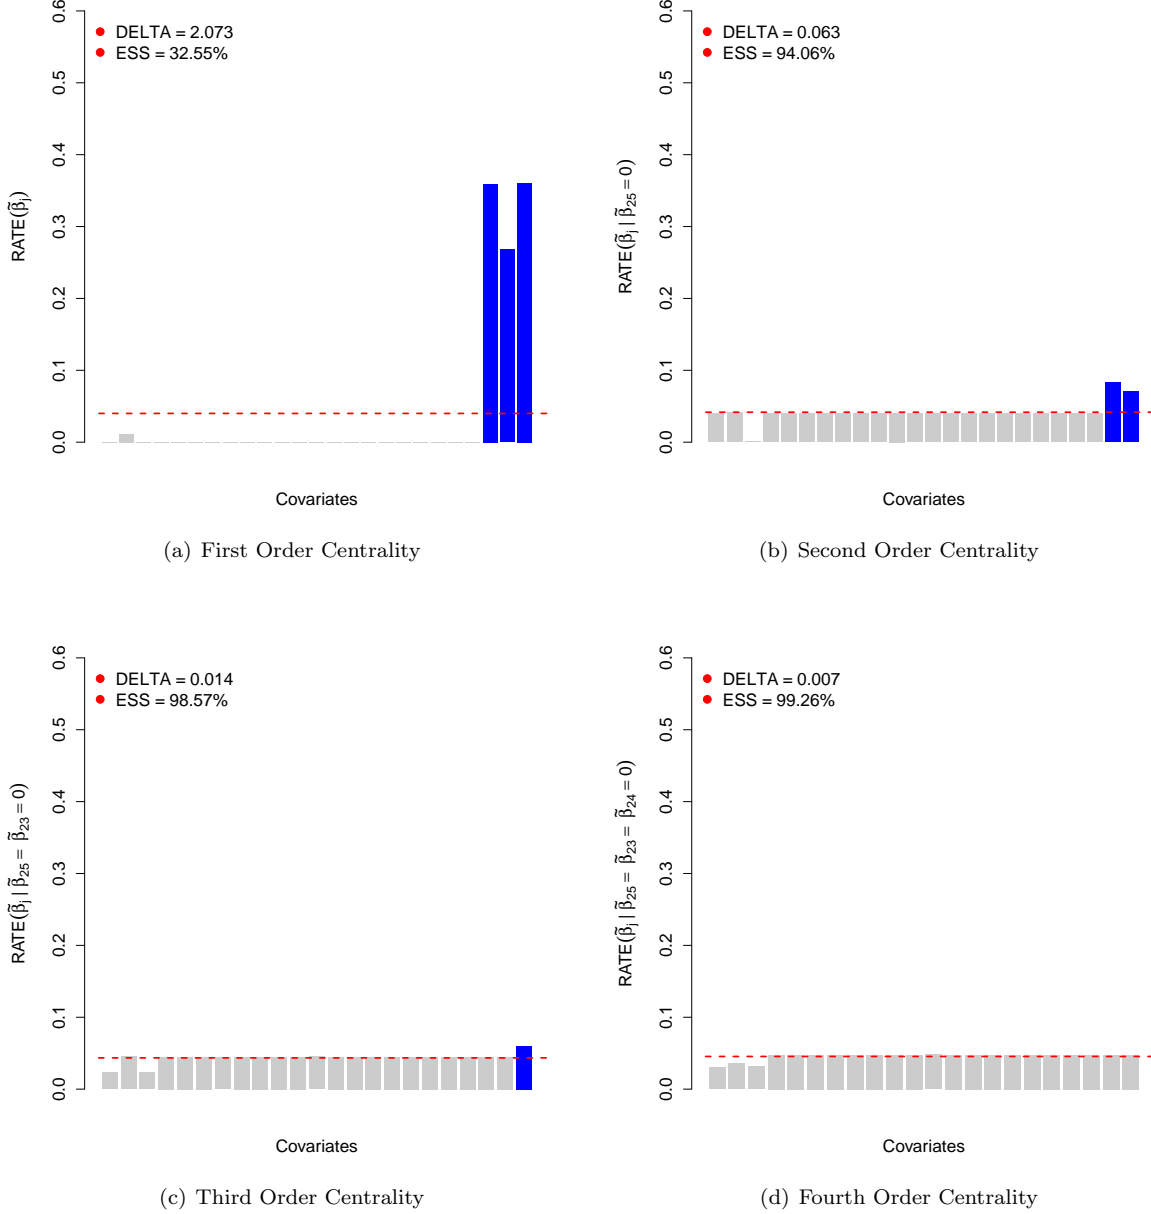 DELTA = 2.073
ESS = 32.55%
0.0 0.1 0.2 0.3 0.4 0.5 0.6
RATE(β̃j)
Covariates
(a) First Order Centrality
DELTA = 0.063
ESS = 94.06%
0.0 0.1 0.2 0.3 0.4 0.5 0.6
RATE(β̃j | β̃25 = 0)
Covariates
(b) Second Order Centrality
DELTA = 0.014
ESS = 98.57%
0.0 0.1 0.2 0.3 0.4 0.5 0.6
RATE(β̃j | β̃25 = β̃23 = 0)
Covariates
(c) Third Order Centrality
DELTA = 0.007
ESS = 99.26%
0.0 0.1 0.2 0.3 0.4 0.5 0.6
RATE(β̃j | β̃25 = β̃23 = β̃24 = 0)
Covariates
(d) Fourth Order Centrality